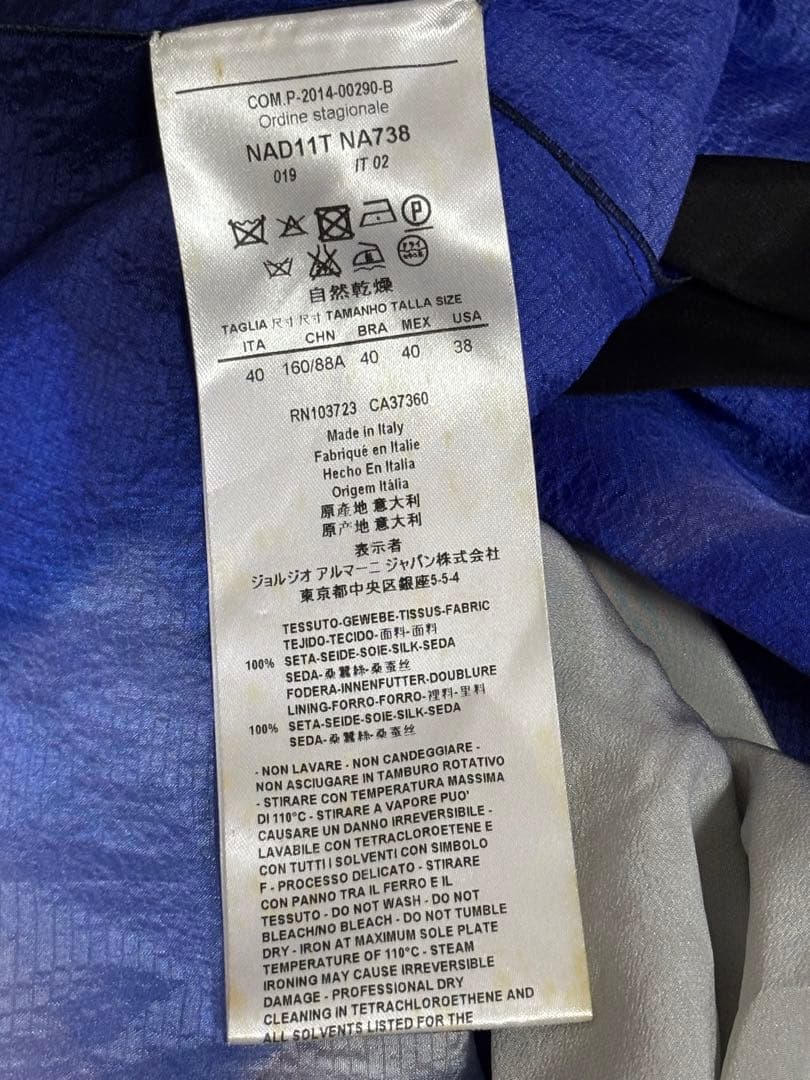 COM.P-2014-00290-B
Ordine stagionale
NAD11T NA738
019 IT 02
P
自然乾燥
TAGLIA 尺寸 尺寸 TAMANHO TALLA SIZE
ITA CHN BRA MEX USA
40 160/88A 40 40 38
RN103723 CA37360
Made in Italy
Fabriqué en Italie
Hecho En Italia
Origem Itália
原產地 意大利
原产地 意大利
表示者
ジョルジオ アルマーニ ジャパン株式会社
東京都中央区銀座5-5-4
TESSUTO-GEWEBE-TISSUS-FABRIC
TEJIDO-TECIDO-面料-面料
100% SETA-SEIDE-SOIE-SILK-SEDA
SEDA-桑蠶絲-桑蚕丝
FODERA-INNENFUTTER-DOUBLURE
LINING-FORRO-FORRO-裡料-里料
100% SETA-SEIDE-SOIE-SILK-SEDA
SEDA-桑蠶絲-桑蚕丝
- NON LAVARE - NON CANDEGGIARE -
NON ASCIUGARE IN TAMBURO ROTATIVO
- STIRARE CON TEMPERATURA MASSIMA
DI 110°C - STIRARE A VAPORE PUO'
CAUSARE UN DANNO IRREVERSIBILE -
LAVABILE CON TETRACLOROETENE E
CON TUTTI I SOLVENTI CON SIMBOLO
F - PROCESSO DELICATO - STIRARE
CON PANNO TRA IL FERRO E IL
TESSUTO - DO NOT WASH - DO NOT
BLEACH/NO BLEACH - DO NOT TUMBLE
DRY - IRON AT MAXIMUM SOLE PLATE
TEMPERATURE OF 110°C - STEAM
IRONING MAY CAUSE IRREVERSIBLE
DAMAGE - PROFESSIONAL DRY
CLEANING IN TETRACHLOROETHENE AND
ALL SOLVENTS LISTED FOR THE